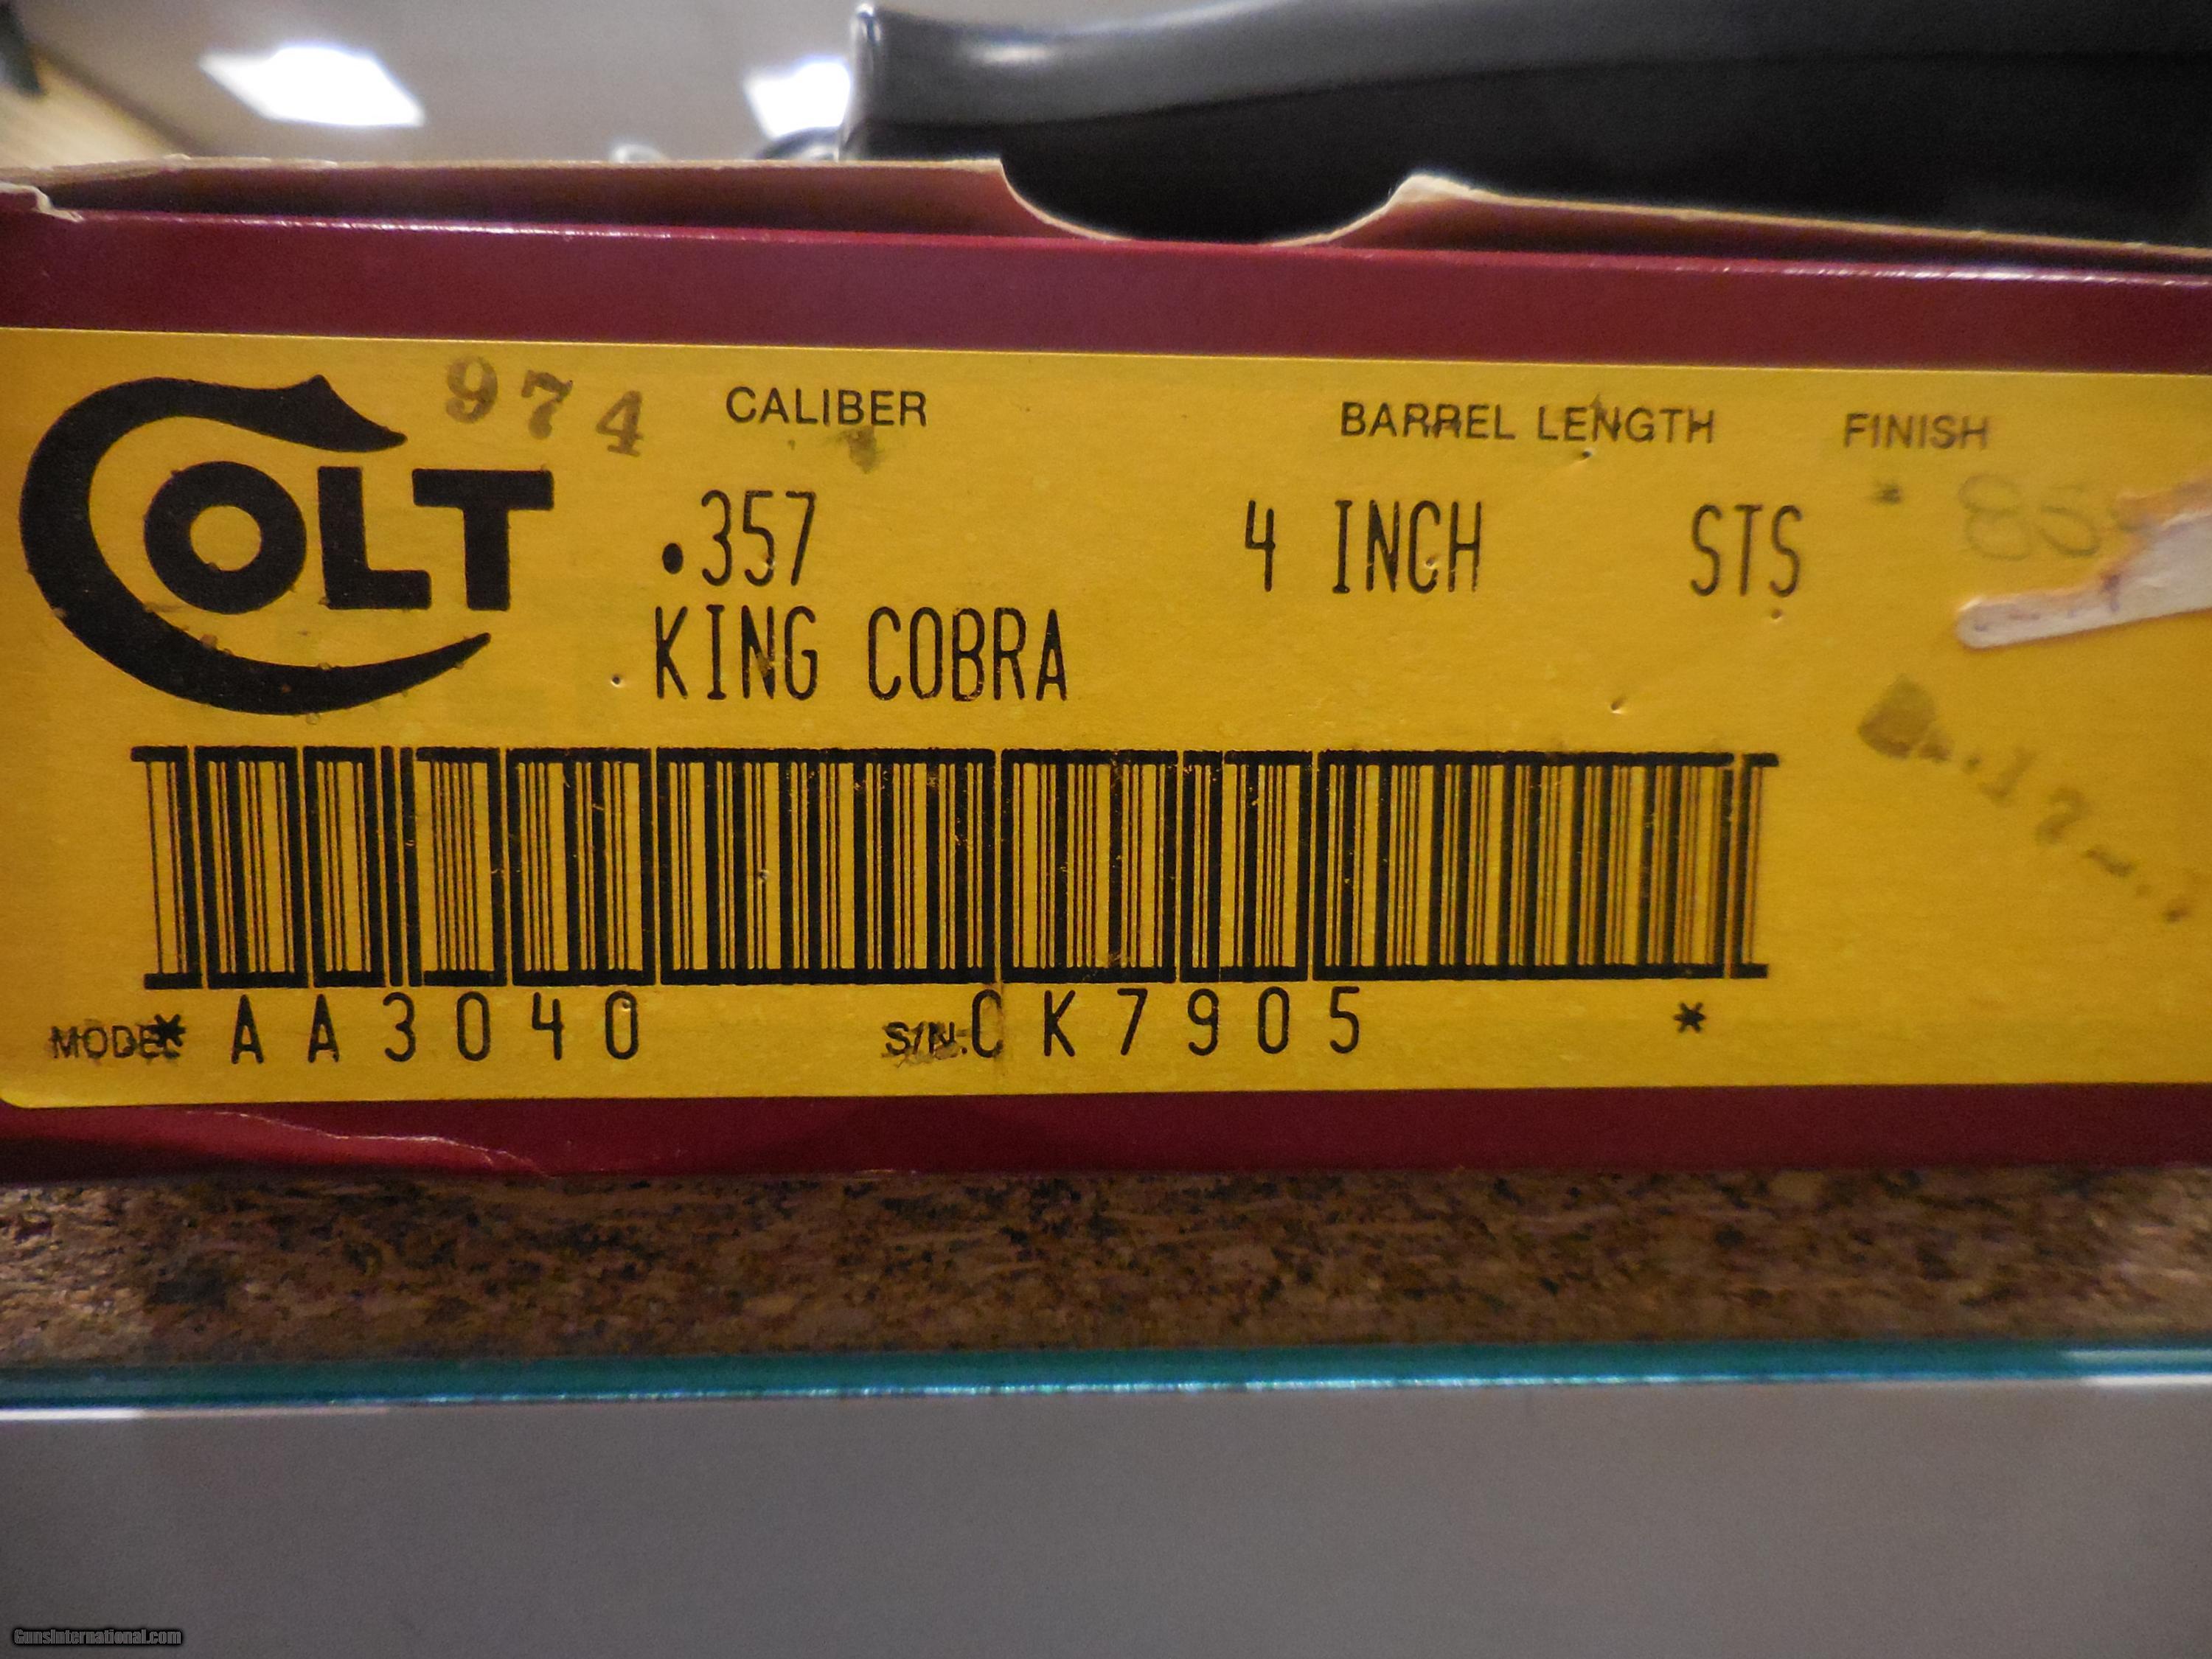 974
CALIBER BARREL LENGTH FINISH
COLT
.357 4 INCH STS
KING COBRA
MODEL * AA3040 S/N. CK7905 *
GunsInternational.com